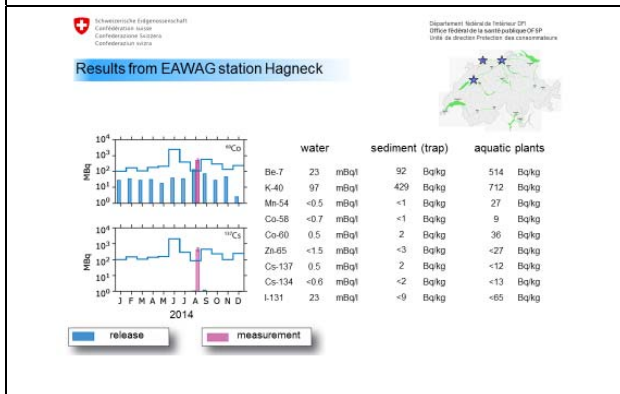 Schweizerische Eidgenossenschaft
Confédération suisse
Confederazione Svizzera
Confederaziun svizra
Département fédéral de l'intérieur DFI
Office fédéral de la santé publique OFSP
Unité de direction Protection des consommateurs
Results from EAWAG station Hagneck
water sediment (trap) aquatic plants
Be-7 23 mBq/l 92 Bq/kg 514 Bq/kg
K-40 97 mBq/l 429 Bq/kg 712 Bq/kg
Mn-54 <0.5 mBq/l <1 Bq/kg 27 Bq/kg
Co-58 <0.7 mBq/l <1 Bq/kg 9 Bq/kg
Co-60 0.5 mBq/l 2 Bq/kg 36 Bq/kg
Zn-65 <1.5 mBq/l <3 Bq/kg <27 Bq/kg
Cs-137 0.5 mBq/l 2 Bq/kg <12 Bq/kg
Cs-134 <0.6 mBq/l <2 Bq/kg <13 Bq/kg
I-131 23 mBq/l <9 Bq/kg <65 Bq/kg
⁶⁰Co
MBq
10⁴
10³
10²
10¹
10⁰
¹³⁷Cs
MBq
10⁴
10³
10²
10¹
10⁰
J F M A M J J A S O N D
2014
release
measurement